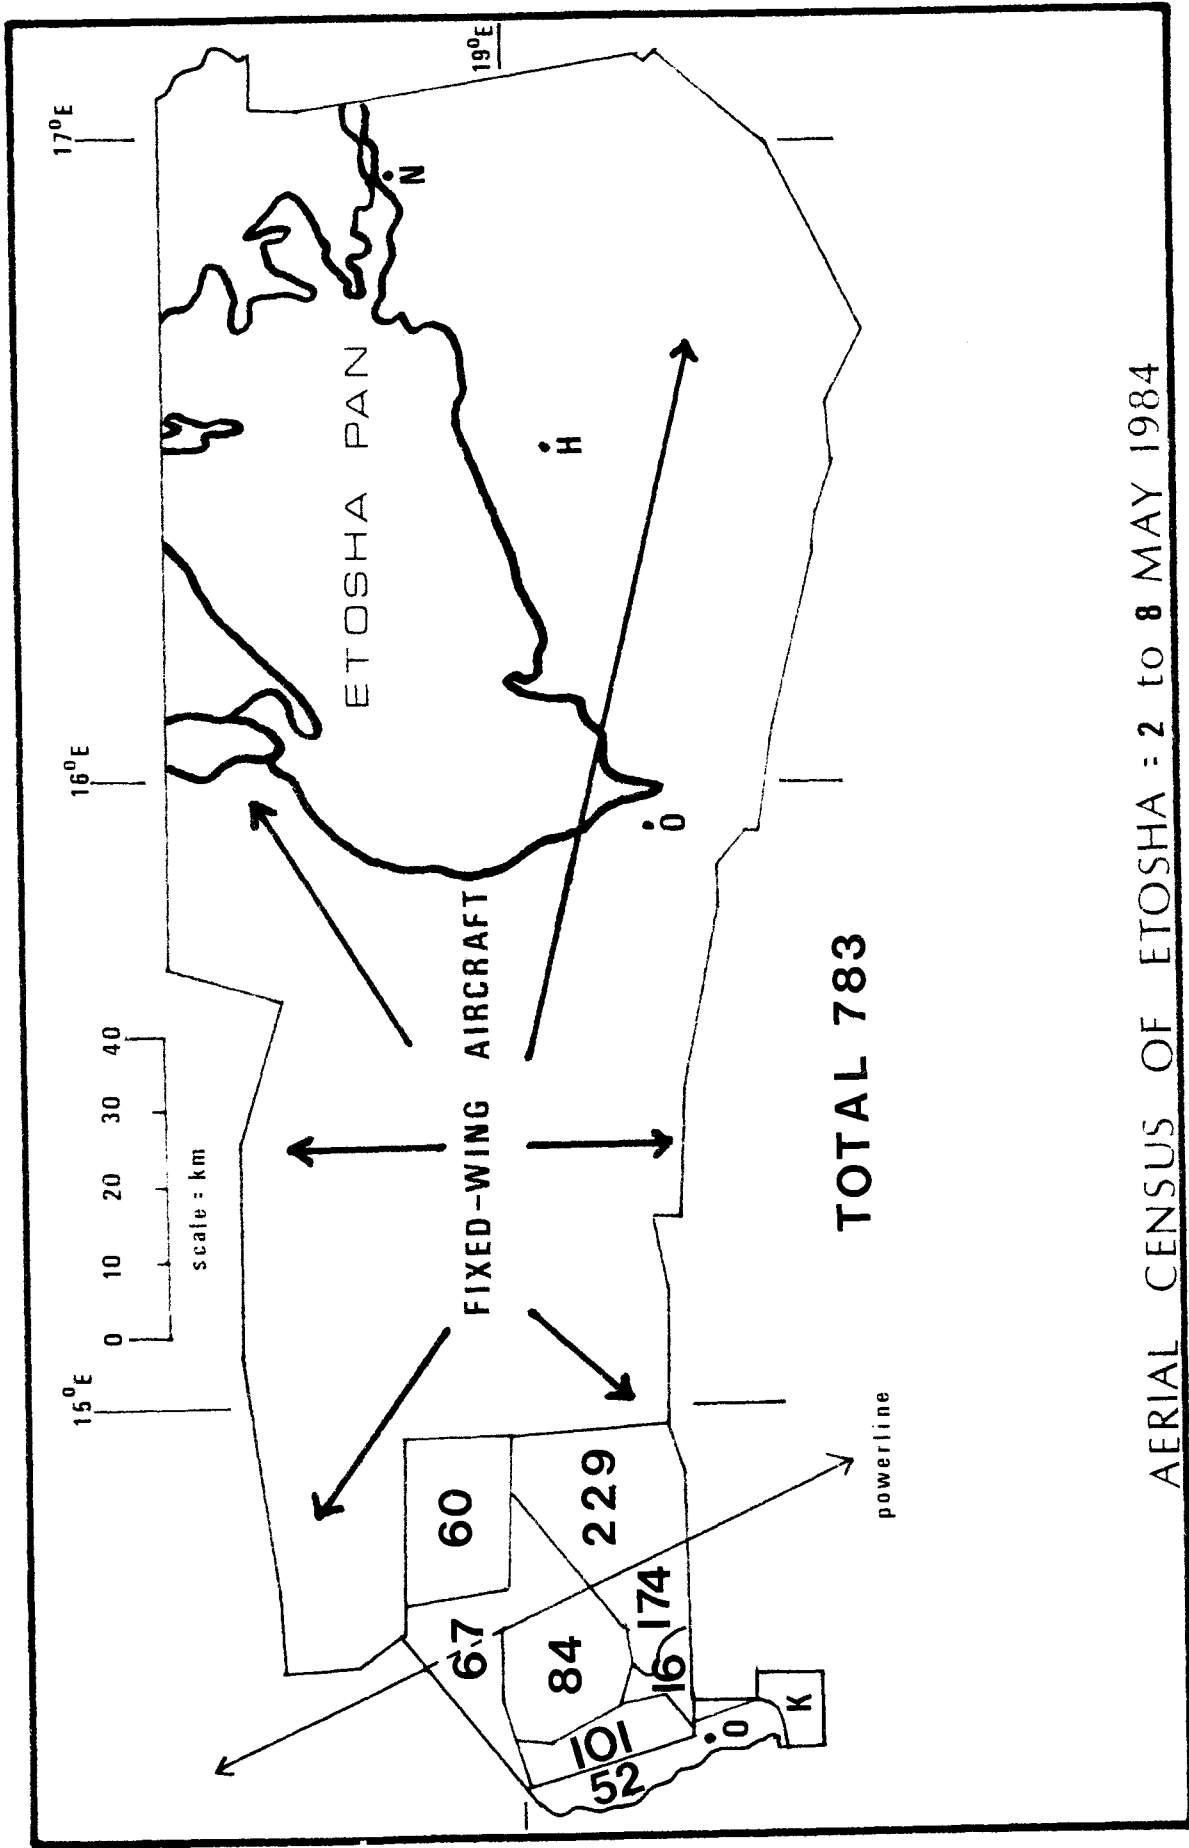 17°E
16°E
15°E
19°E
0 10 20 30 40
scale : km
ETOSHA PAN
N
H
O
FIXED-WING AIRCRAFT
60
67
229
84
174
16
101
52
O
K
powerline
TOTAL 783
AERIAL CENSUS OF ETOSHA : 2 to 8 MAY 1984